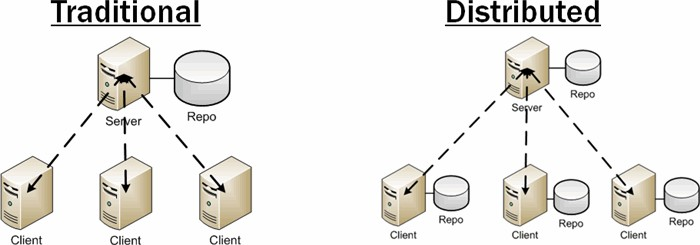 Traditional
Server
Repo
Client
Client
Client
Distributed
Server
Repo
Client
Repo
Client
Repo
Client
Repo